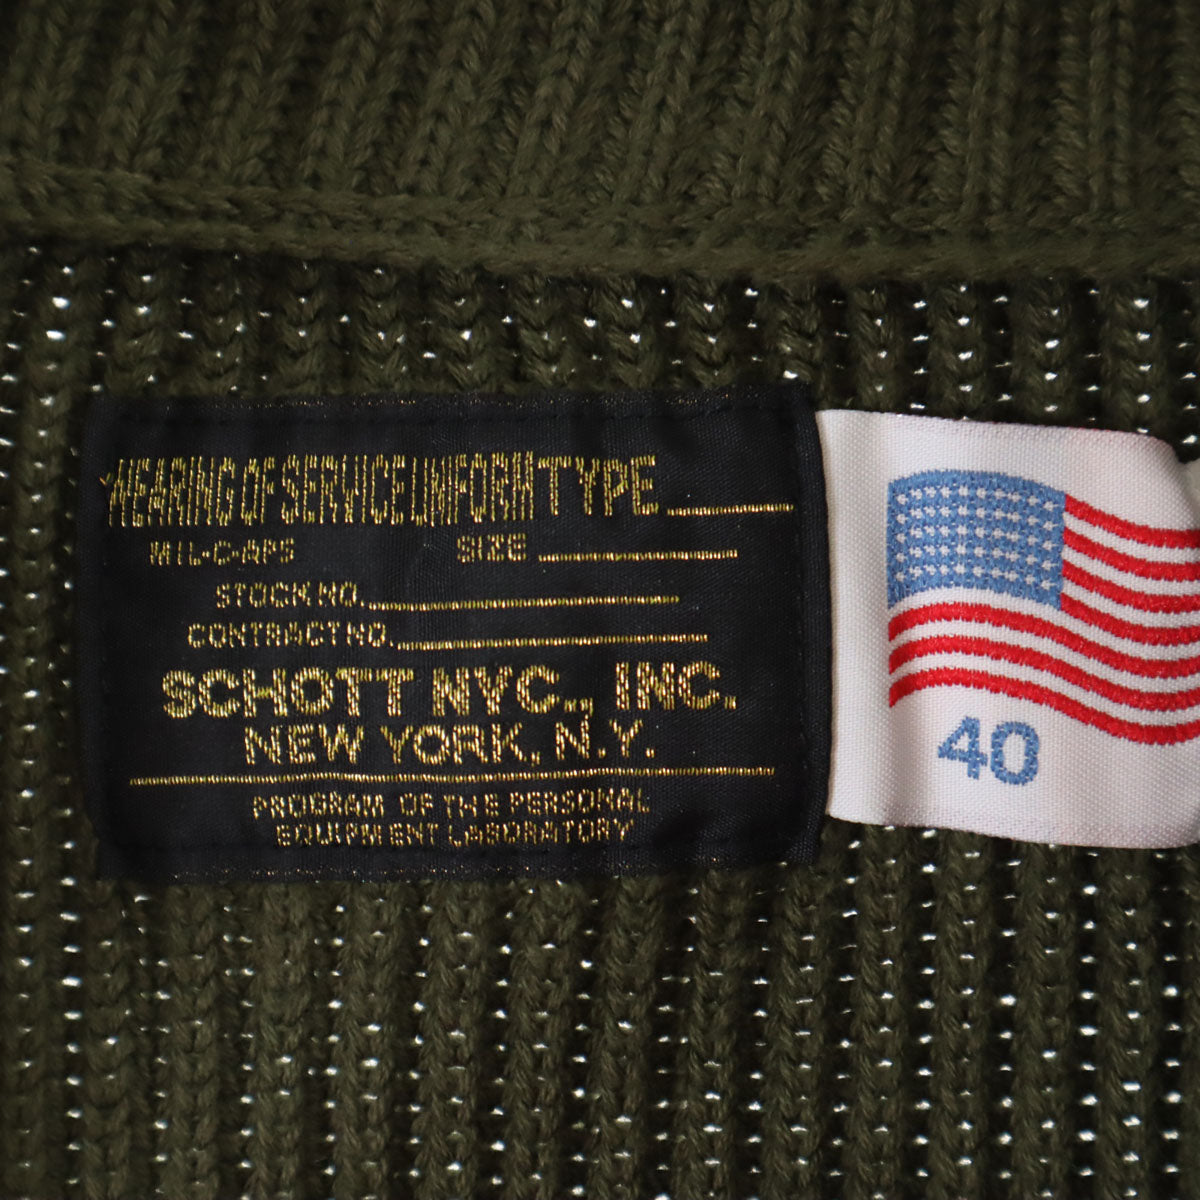 WEARING OF SERVICE UNIFORM TYPE
MIL-C-APS SIZE
STOCK NO.
CONTRACT NO.
SCHOTT NYC., INC.
NEW YORK, N.Y.
PROGRAM OF THE PERSONAL
EQUIPMENT LABORATORY
40